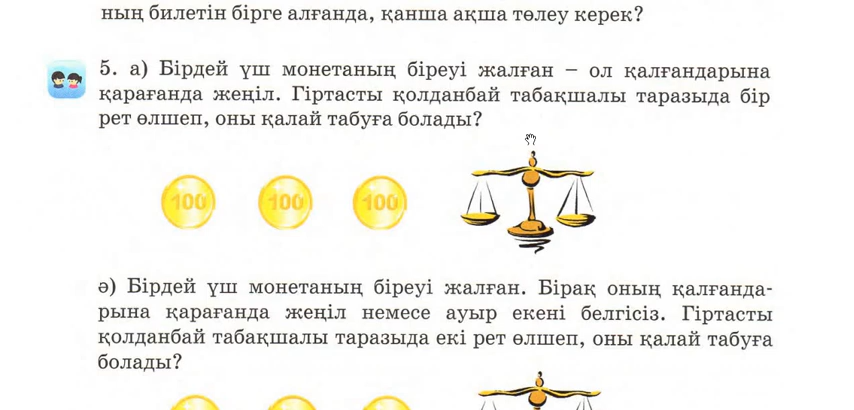 ның билетін бірге алғанда, қанша ақша төлеу керек?
5. а) Бірдей үш монетаның біреуі жалған – ол қалғандарына
қарағанда жеңіл. Гіртасты қолданбай табақшалы таразыда бір
рет өлшеп, оны қалай табуға болады?
100 100 100
ә) Бірдей үш монетаның біреуі жалған. Бірақ оның қалғанда-
рына қарағанда жеңіл немесе ауыр екені белгісіз. Гіртасты
қолданбай табақшалы таразыда екі рет өлшеп, оны қалай табуға
болады?